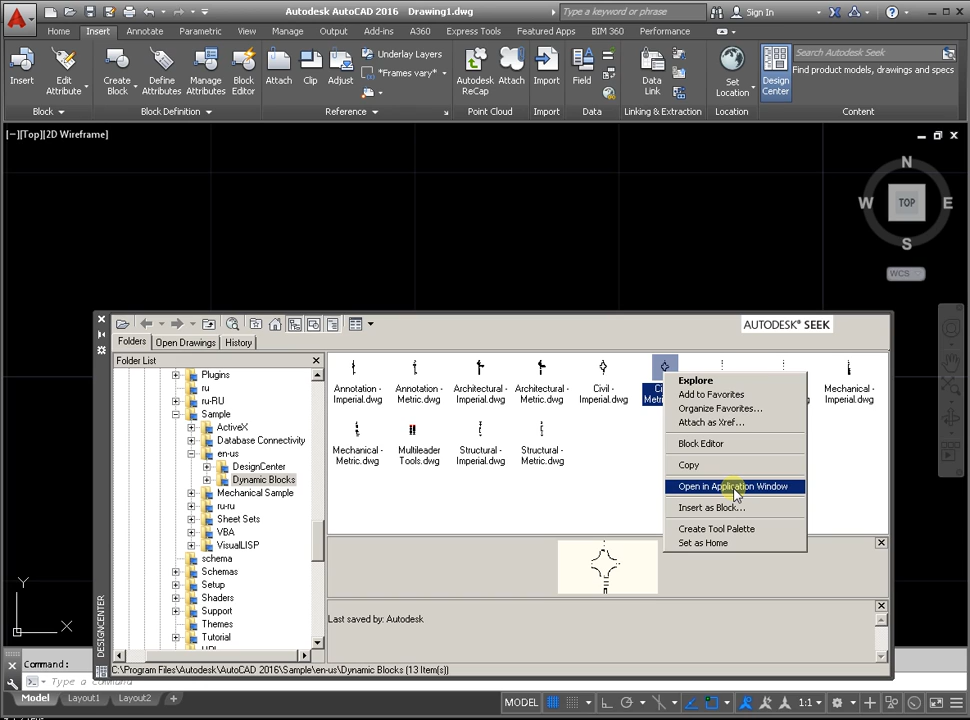 Autodesk AutoCAD 2016 Drawing1.dwg
Type a keyword or phrase
Sign In
Home Insert Annotate Parametric View Manage Output Add-ins A360 Express Tools Featured Apps BIM 360 Performance
Insert
Edit Attribute
Create Block
Define Attributes
Manage Attributes
Block Editor
Attach
Clip
Adjust
Underlay Layers
*Frames vary*
Autodesk ReCap
Attach
Import
Field
Data Link
Set Location
Design Center
Search Autodesk Seek
Find product models, drawings and specs
Block
Block Definition
Reference
Point Cloud
Import
Data
Linking & Extraction
Location
Content
[−][Top][2D Wireframe]
N
W
TOP
E
S
WCS
AUTODESK® SEEK
Folders
Open Drawings
History
Folder List
Plugins
ru
ru-RU
Sample
ActiveX
Database Connectivity
en-us
DesignCenter
Dynamic Blocks
Mechanical Sample
ru-ru
Sheet Sets
VBA
VisualLISP
schema
Schemas
Setup
Shaders
Support
Themes
Tutorial
Annotation - Imperial.dwg
Annotation - Metric.dwg
Architectural - Imperial.dwg
Architectural - Metric.dwg
Civil - Imperial.dwg
Mechanical - Imperial.dwg
Mechanical - Metric.dwg
Multileader Tools.dwg
Structural - Imperial.dwg
Structural - Metric.dwg
Explore
Add to Favorites
Organize Favorites...
Attach as Xref...
Block Editor
Copy
Open in Application Window
Insert as Block...
Create Tool Palette
Set as Home
Last saved by: Autodesk
C:\Program Files\Autodesk\AutoCAD 2016\Sample\en-us\Dynamic Blocks (13 Item(s))
DESIGNCENTER
Y
X
Command:
Type a command
Model
Layout1
Layout2
MODEL
1:1